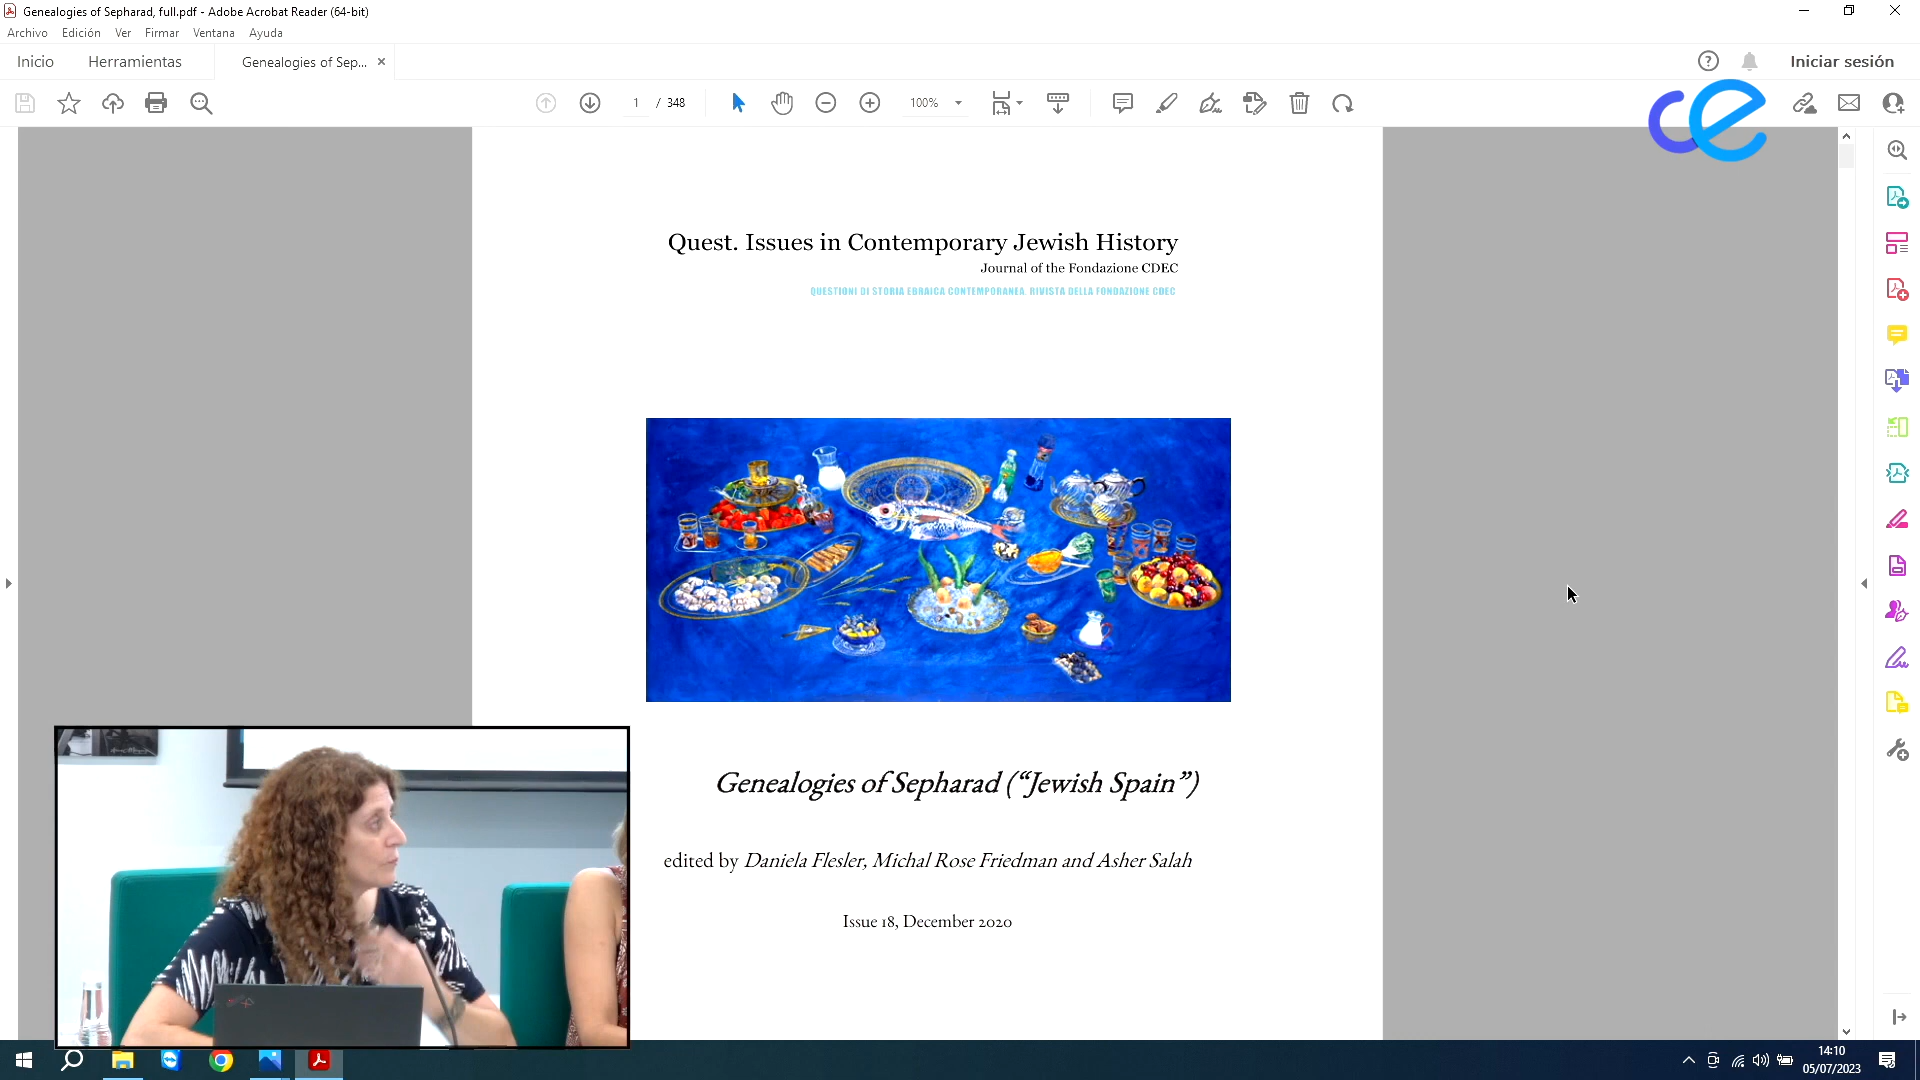 Genealogies of Sepharad, full.pdf - Adobe Acrobat Reader (64-bit)
Archivo Edición Ver Firmar Ventana Ayuda
Inicio Herramientas Genealogies of Sep... Iniciar sesión
1 / 348 100%
ce
Quest. Issues in Contemporary Jewish History
Journal of the Fondazione CDEC
QUESTIONI DI STORIA EBRAICA CONTEMPORANEA RIVISTA DELLA FONDAZIONE CDEC
Genealogies of Sepharad (“Jewish Spain”)
edited by Daniela Flesler, Michal Rose Friedman and Asher Salah
Issue 18, December 2020
14:10
05/07/2023